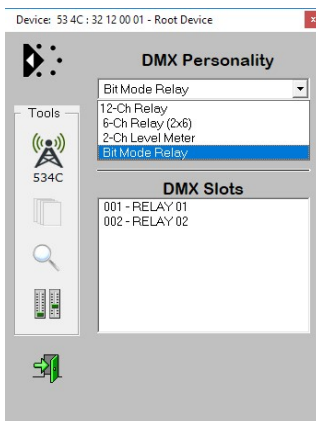 Device: 53 4C : 32 12 00 01 - Root Device
x
DMX Personality
Bit Mode Relay
Tools
12-Ch Relay
6-Ch Relay (2x6)
2-Ch Level Meter
Bit Mode Relay
534C
DMX Slots
001 - RELAY 01
002 - RELAY 02